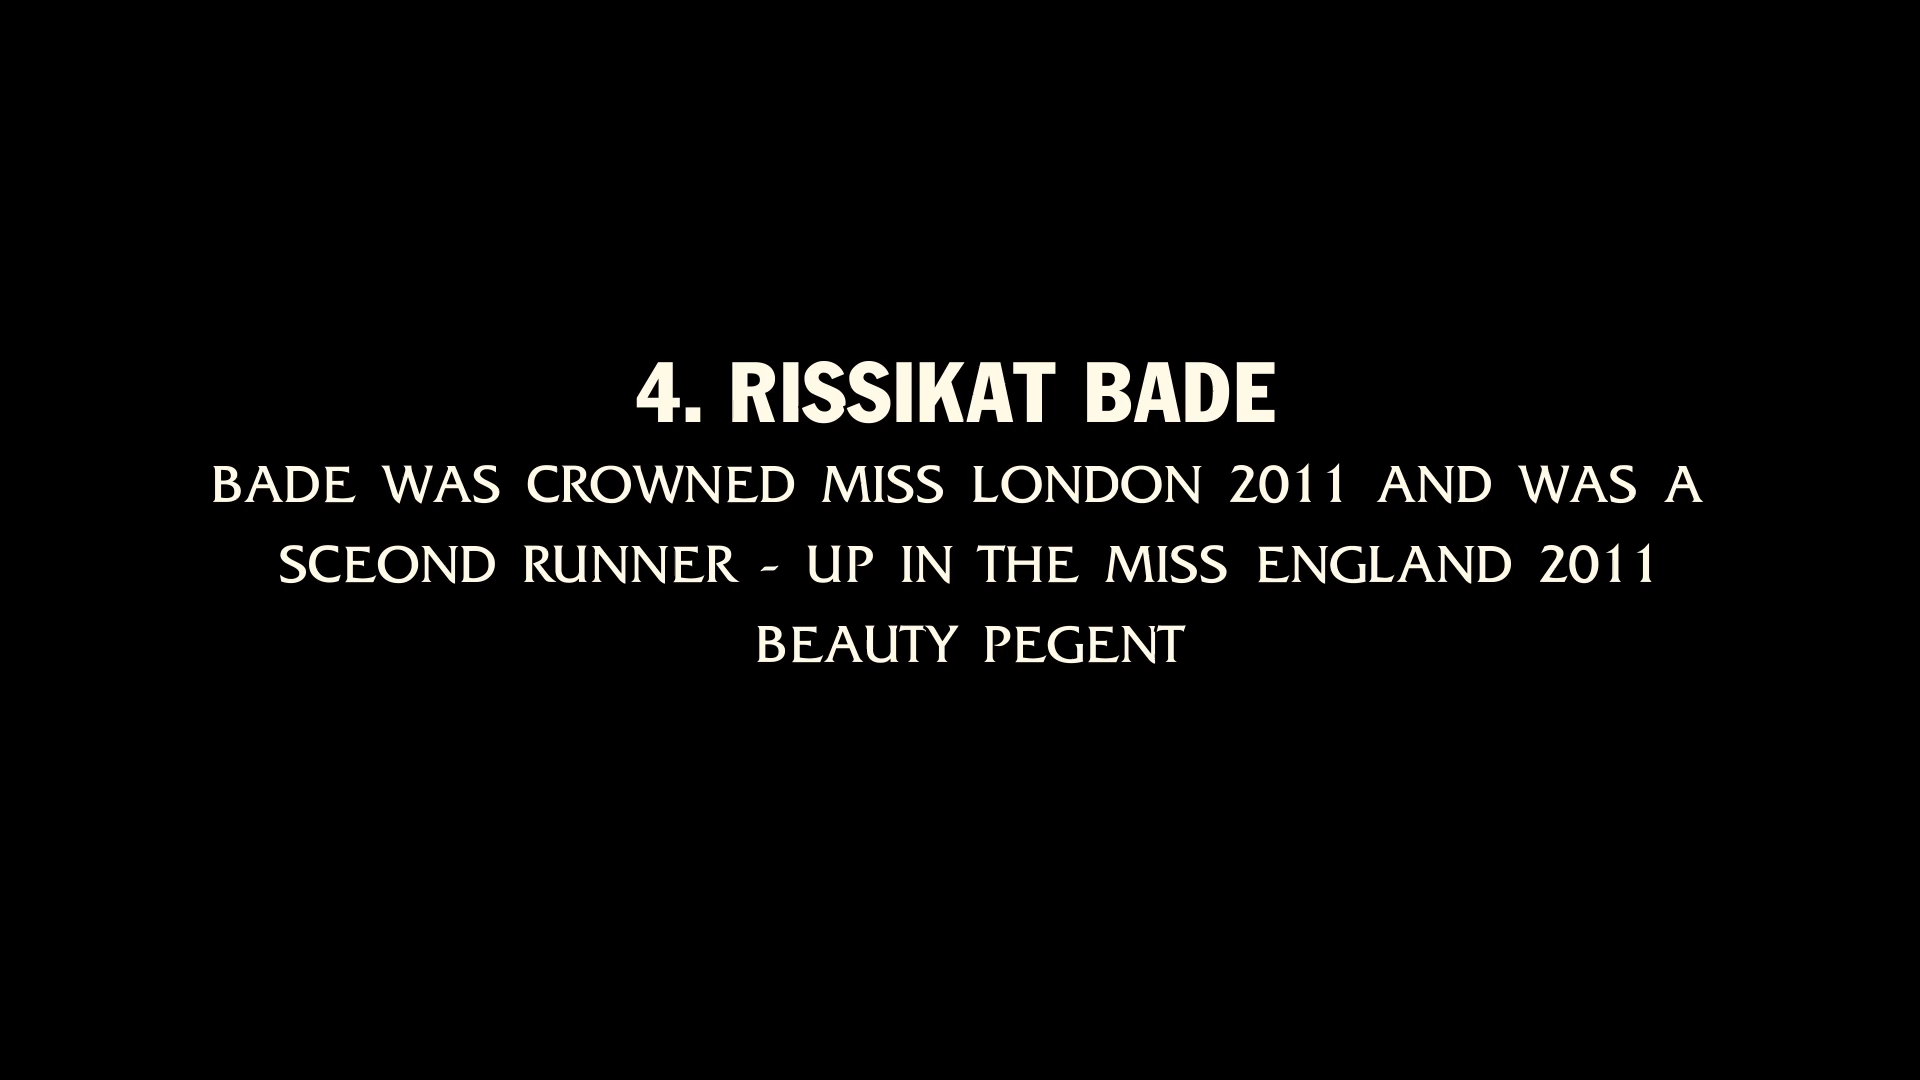 4. RISSIKAT BADE
BADE WAS CROWNED MISS LONDON 2011 AND WAS A
SCEOND RUNNER - UP IN THE MISS ENGLAND 2011
BEAUTY PEGENT